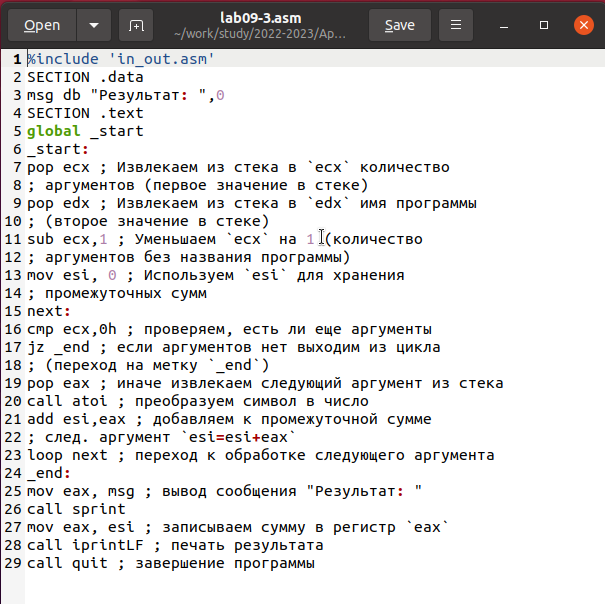 Open
lab09-3.asm
~/work/study/2022-2023/Ap...
Save
1 %include 'in_out.asm'
2 SECTION .data
3 msg db "Результат: ",0
4 SECTION .text
5 global _start
6 _start:
7 pop ecx ; Извлекаем из стека в `ecx` количество
8 ; аргументов (первое значение в стеке)
9 pop edx ; Извлекаем из стека в `edx` имя программы
10 ; (второе значение в стеке)
11 sub ecx,1 ; Уменьшаем `ecx` на 1 (количество
12 ; аргументов без названия программы)
13 mov esi, 0 ; Используем `esi` для хранения
14 ; промежуточных сумм
15 next:
16 cmp ecx,0h ; проверяем, есть ли еще аргументы
17 jz _end ; если аргументов нет выходим из цикла
18 ; (переход на метку `_end`)
19 pop eax ; иначе извлекаем следующий аргумент из стека
20 call atoi ; преобразуем символ в число
21 add esi,eax ; добавляем к промежуточной сумме
22 ; след. аргумент `esi=esi+eax`
23 loop next ; переход к обработке следующего аргумента
24 _end:
25 mov eax, msg ; вывод сообщения "Результат: "
26 call sprint
27 mov eax, esi ; записываем сумму в регистр `eax`
28 call iprintLF ; печать результата
29 call quit ; завершение программы